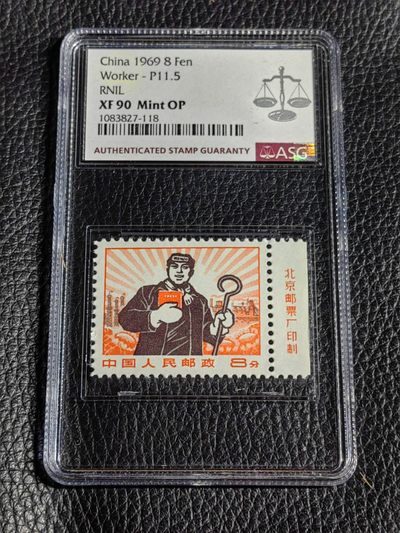 China 1969 8 Fen
Worker - P11.5
RNIL
XF 90 Mint OP
1083827-118
AUTHENTICATED STAMP GUARANTY
ASG
北京邮票厂印制
中国人民邮政 8分